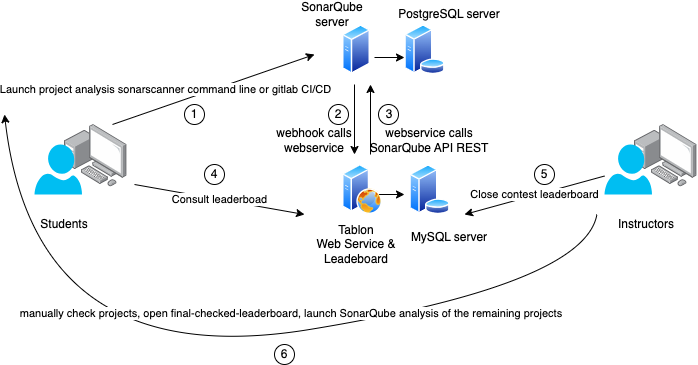 SonarQube
server
PostgreSQL server
Launch project analysis sonarscanner command line or gitlab CI/CD
1
2
3
webhook calls
webservice
webservice calls
SonarQube API REST
4
Consult leaderboad
5
Close contest leaderboard
Students
Tablon
Web Service &
Leadeboard
MySQL server
Instructors
manually check projects, open final-checked-leaderboard, launch SonarQube analysis of the remaining projects
6